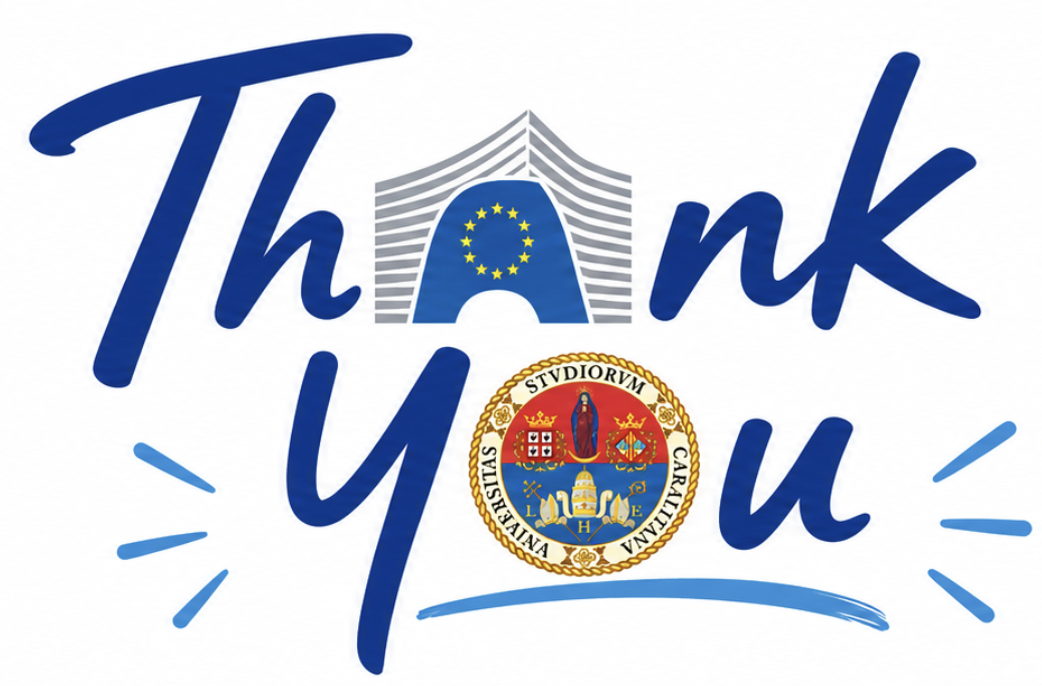 Thank
You
STVDIORVM
VNIVERSITAS
CARALITANA
L H E